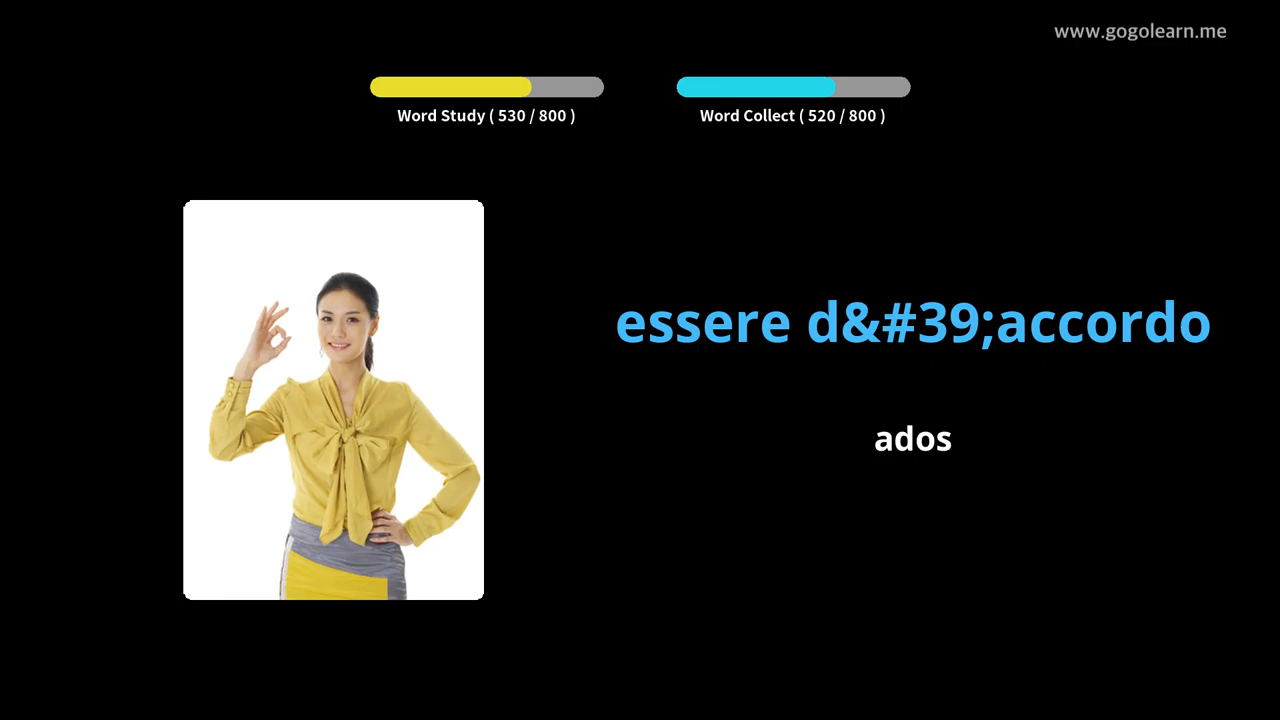 www.gogolearn.me
Word Study ( 530 / 800 )
Word Collect ( 520 / 800 )
essere d&#39;accordo
ados